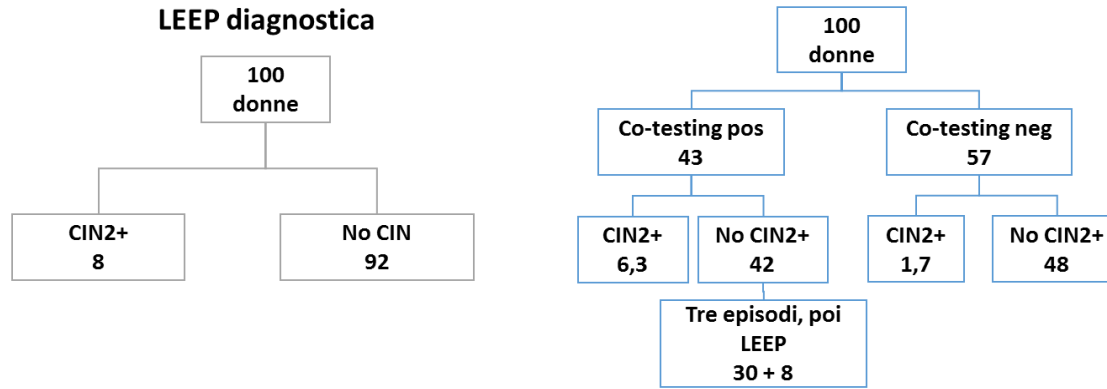 LEEP diagnostica
100
donne
CIN2+
8
No CIN
92
100
donne
Co-testing pos
43
Co-testing neg
57
CIN2+
6,3
No CIN2+
42
CIN2+
1,7
No CIN2+
48
Tre episodi, poi
LEEP
30 + 8